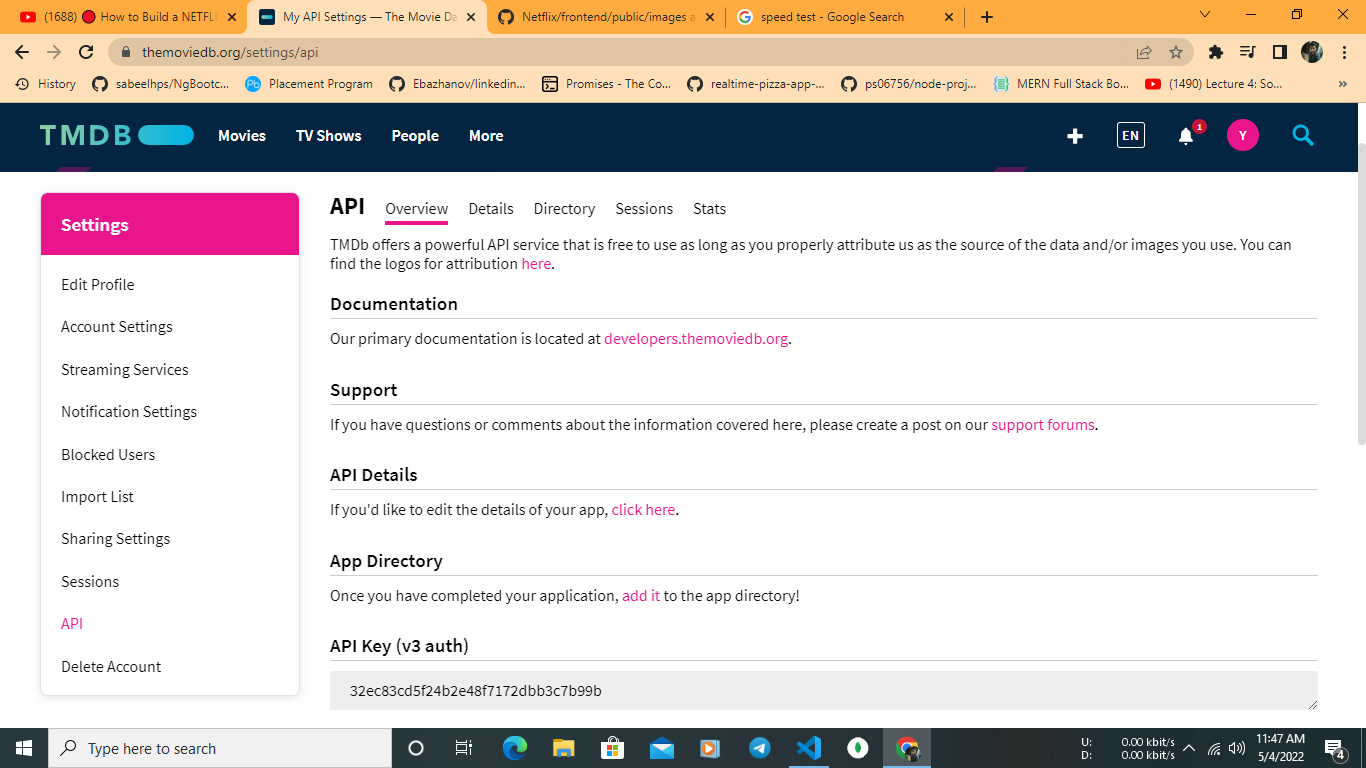 (1688) 🔴 How to Build a NETFLI
My API Settings — The Movie Da
Netflix/frontend/public/images a
speed test - Google Search
themoviedb.org/settings/api
History
sabeelhps/NgBootc...
Placement Program
Ebazhanov/linkedin...
Promises - The Co...
realtime-pizza-app-...
ps06756/node-proj...
MERN Full Stack Bo...
(1490) Lecture 4: So...
»
TMDB
Movies
TV Shows
People
More
EN
1
Y
Settings
Edit Profile
Account Settings
Streaming Services
Notification Settings
Blocked Users
Import List
Sharing Settings
Sessions
API
Delete Account
API
Overview
Details
Directory
Sessions
Stats
TMDb offers a powerful API service that is free to use as long as you properly attribute us as the source of the data and/or images you use. You can
find the logos for attribution here.
Documentation
Our primary documentation is located at developers.themoviedb.org.
Support
If you have questions or comments about the information covered here, please create a post on our support forums.
API Details
If you'd like to edit the details of your app, click here.
App Directory
Once you have completed your application, add it to the app directory!
API Key (v3 auth)
32ec83cd5f24b2e48f7172dbb3c7b99b
Type here to search
U: 0.00 kbit/s
D: 0.00 kbit/s
11:47 AM
5/4/2022
4